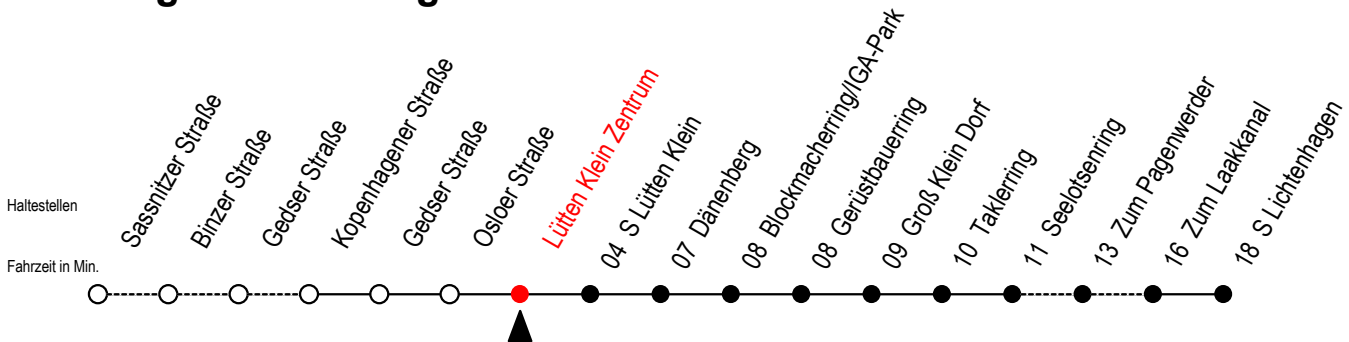 Haltestellen
Fahrzeit in Min.
Sassnitzer Straße
Binzer Straße
Gedser Straße
Kopenhagener Straße
Gedser Straße
Osloer Straße
Lütten Klein Zentrum
04 S Lütten Klein
07 Dänenberg
08 Blockmacherring/IGA-Park
08 Gerüstbauerring
09 Groß Klein Dorf
10 Taklerring
11 Seelotsenring
13 Zum Pagenwerder
16 Zum Laakkanal
18 S Lichtenhagen